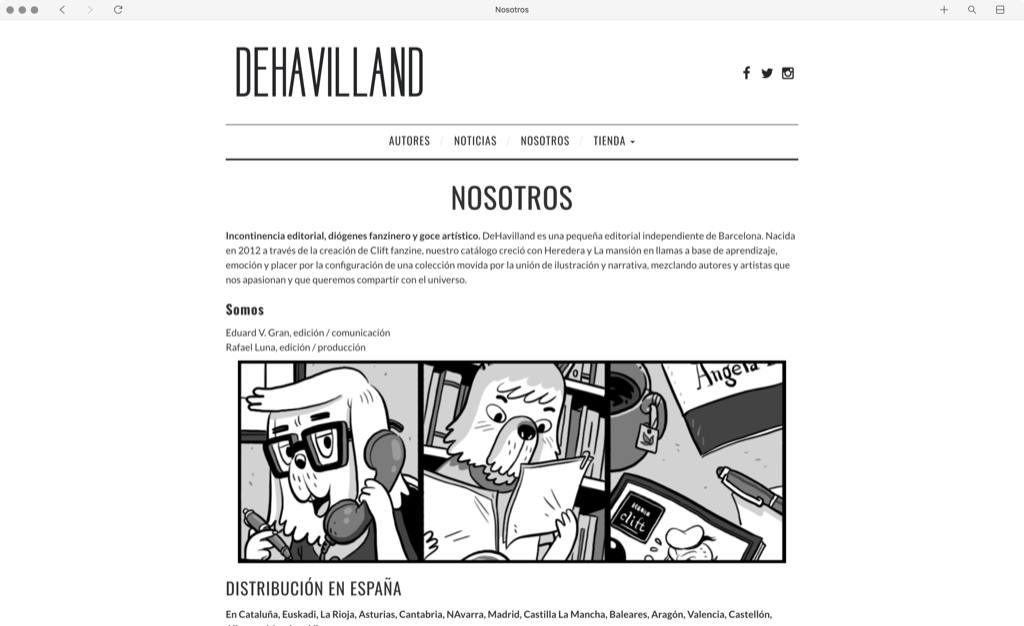 Nosotros
DEHAVILLAND
AUTORES / NOTICIAS / NOSOTROS / TIENDA
NOSOTROS
Incontinencia editorial, diógenes fanzinero y goce artístico. DeHavilland es una pequeña editorial independiente de Barcelona. Nacida
en 2012 a través de la creación de Clift fanzine, nuestro catálogo creció con Heredera y La mansión en llamas a base de aprendizaje,
emoción y placer por la configuración de una colección movida por la unión de ilustración y narrativa, mezclando autores y artistas que
nos apasionan y que queremos compartir con el universo.
Somos
Eduard V. Gran, edición / comunicación
Rafael Luna, edición / producción
Angela
clift
DISTRIBUCIÓN EN ESPAÑA
En Cataluña, Euskadi, La Rioja, Asturias, Cantabria, NAvarra, Madrid, Castilla La Mancha, Baleares, Aragón, Valencia, Castellón,